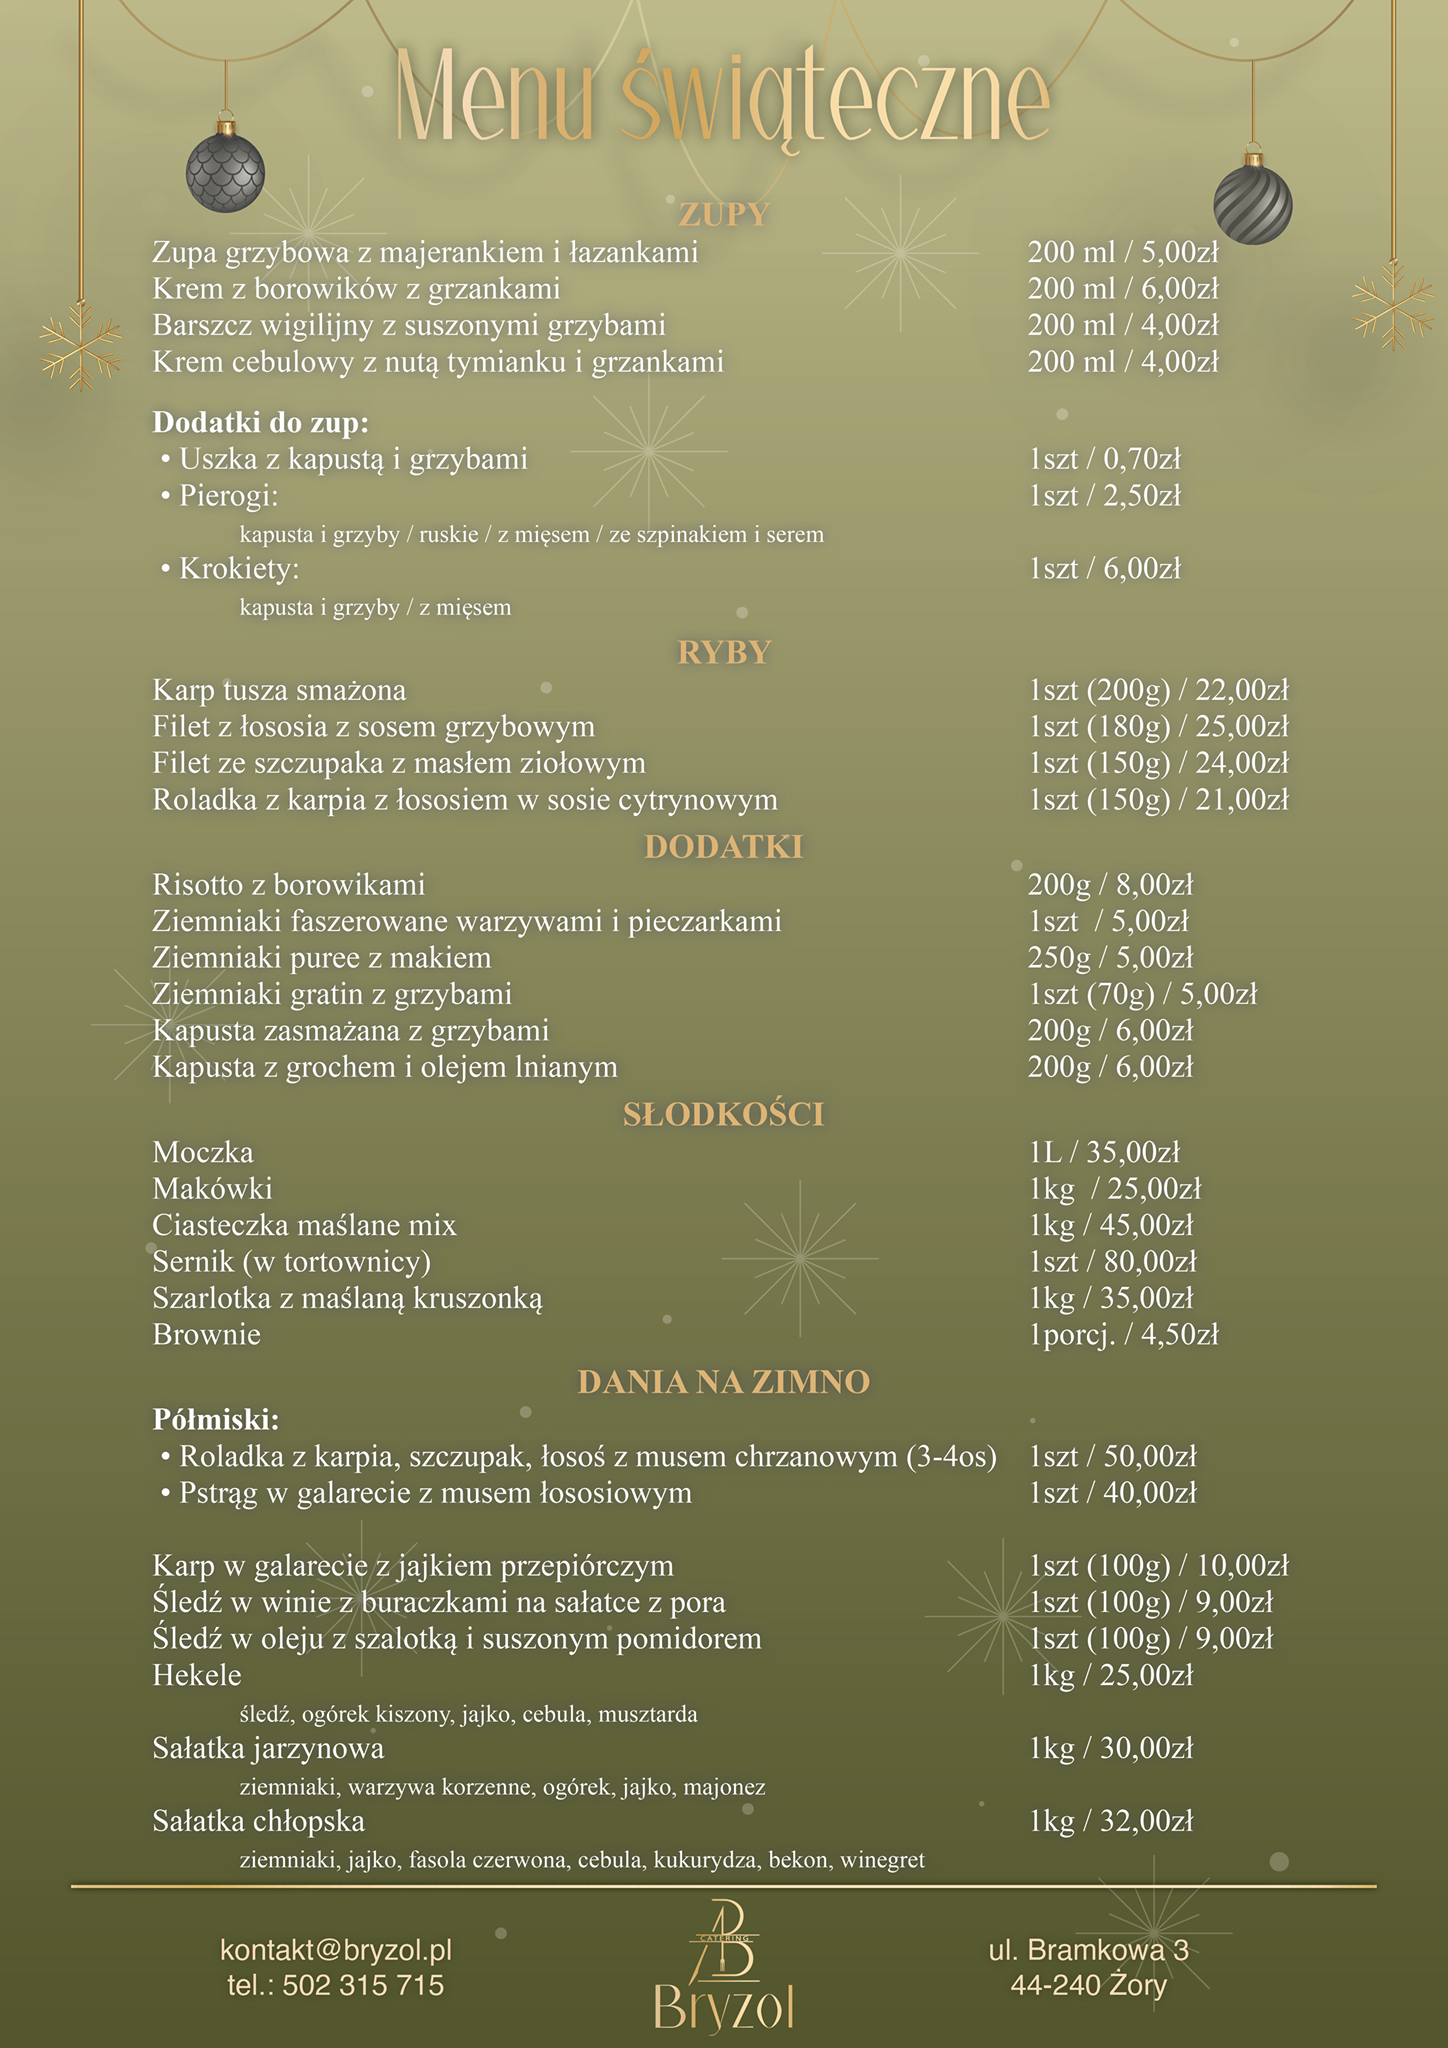 Menu świąteczne
ZUPY
Zupa grzybowa z majerankiem i łazankami 200 ml / 5,00zł
Krem z borowików z grzankami 200 ml / 6,00zł
Barszcz wigilijny z suszonymi grzybami 200 ml / 4,00zł
Krem cebulowy z nutą tymianku i grzankami 200 ml / 4,00zł
Dodatki do zup:
• Uszka z kapustą i grzybami 1szt / 0,70zł
• Pierogi: 1szt / 2,50zł
kapusta i grzyby / ruskie / z mięsem / ze szpinakiem i serem
• Krokiety: 1szt / 6,00zł
kapusta i grzyby / z mięsem
RYBY
Karp tusza smażona 1szt (200g) / 22,00zł
Filet z łososia z sosem grzybowym 1szt (180g) / 25,00zł
Filet ze szczupaka z masłem ziołowym 1szt (150g) / 24,00zł
Roladka z karpia z łososiem w sosie cytrynowym 1szt (150g) / 21,00zł
DODATKI
Risotto z borowikami 200g / 8,00zł
Ziemniaki faszerowane warzywami i pieczarkami 1szt / 5,00zł
Ziemniaki puree z makiem 250g / 5,00zł
Ziemniaki gratin z grzybami 1szt (70g) / 5,00zł
Kapusta zasmażana z grzybami 200g / 6,00zł
Kapusta z grochem i olejem lnianym 200g / 6,00zł
SŁODKOŚCI
Moczka 1L / 35,00zł
Makówki 1kg / 25,00zł
Ciasteczka maślane mix 1kg / 45,00zł
Sernik (w tortownicy) 1szt / 80,00zł
Szarlotka z maślaną kruszonką 1kg / 35,00zł
Brownie 1porcj. / 4,50zł
DANIA NA ZIMNO
Półmiski:
• Roladka z karpia, szczupak, łosoś z musem chrzanowym (3-4os) 1szt / 50,00zł
• Pstrąg w galarecie z musem łososiowym 1szt / 40,00zł
Karp w galarecie z jajkiem przepiórczym 1szt (100g) / 10,00zł
Śledź w winie z buraczkami na sałatce z pora 1szt (100g) / 9,00zł
Śledź w oleju z szalotką i suszonym pomidorem 1szt (100g) / 9,00zł
Hekele 1kg / 25,00zł
śledź, ogórek kiszony, jajko, cebula, musztarda
Sałatka jarzynowa 1kg / 30,00zł
ziemniaki, warzywa korzenne, ogórek, jajko, majonez
Sałatka chłopska 1kg / 32,00zł
ziemniaki, jajko, fasola czerwona, cebula, kukurydza, bekon, winegret
kontakt@bryzol.pl
tel.: 502 315 715
CATERING
Bryzol
ul. Bramkowa 3
44-240 Żory